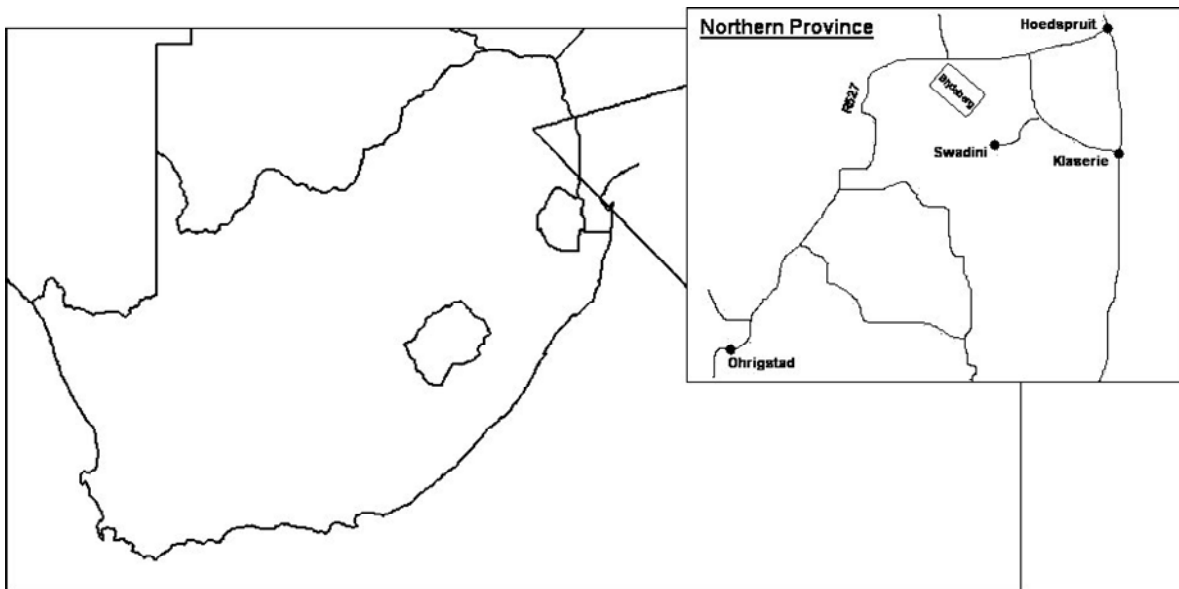 Northern Province
Hoedspruit
Blydeberg
R527
Swadini
Klaserie
Ohrigstad